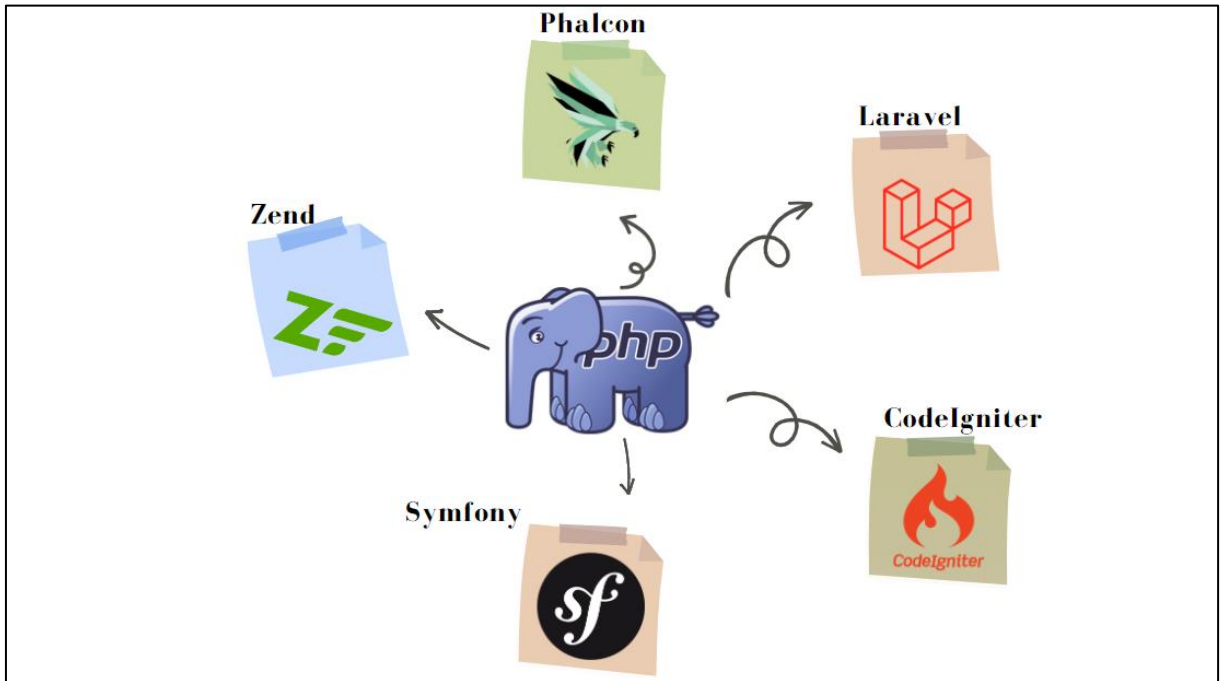 Phalcon
Laravel
Zend
php
CodeIgniter
CodeIgniter
Symfony
sf